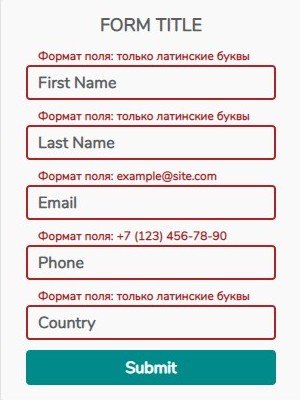 FORM TITLE
Формат поля: только латинские буквы
First Name
Формат поля: только латинские буквы
Last Name
Формат поля: example@site.com
Email
Формат поля: +7 (123) 456-78-90
Phone
Формат поля: только латинские буквы
Country
Submit